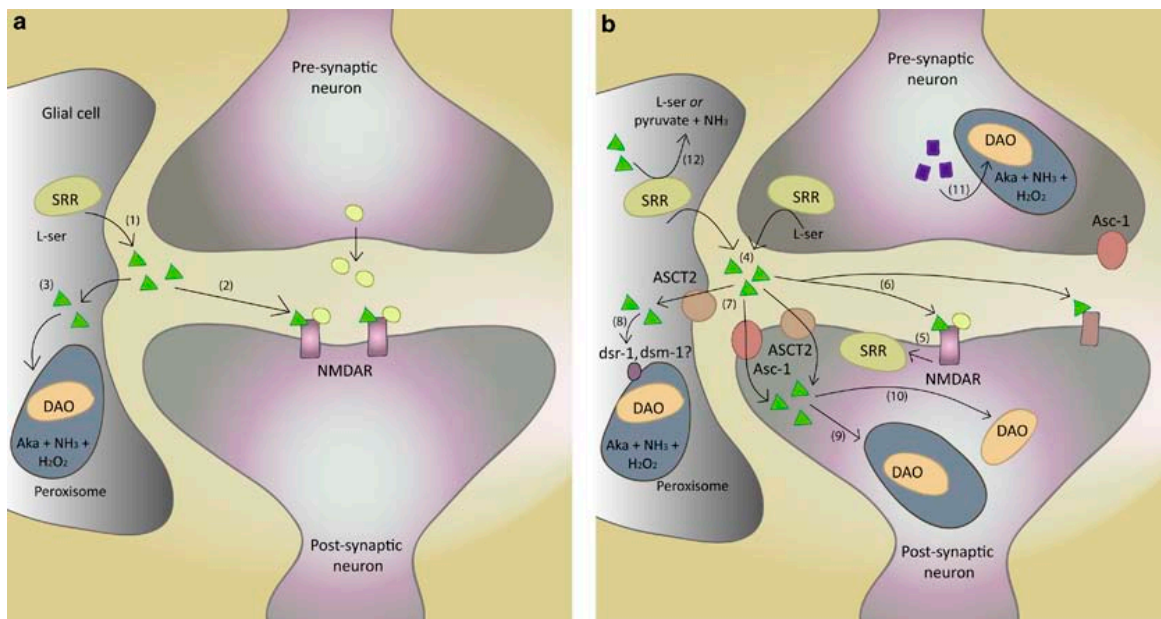 a
Pre-synaptic
neuron
Glial cell
SRR
(1)
L-ser
(3)
(2)
NMDAR
DAO
Aka + NH3 +
H2O2
Peroxisome
Post-synaptic
neuron
b
Pre-synaptic
neuron
L-ser or
pyruvate + NH3
DAO
(12)
Aka + NH3 +
H2O2
(11)
SRR
SRR
L-ser
L-ser
Asc-1
(4)
ASCT2
(6)
(7)
(8)
dsr-1, dsm-1?
ASCT2
Asc-1
SRR
(5)
NMDAR
DAO
Aka + NH3 +
H2O2
(10)
(9)
DAO
DAO
Peroxisome
Post-synaptic
neuron